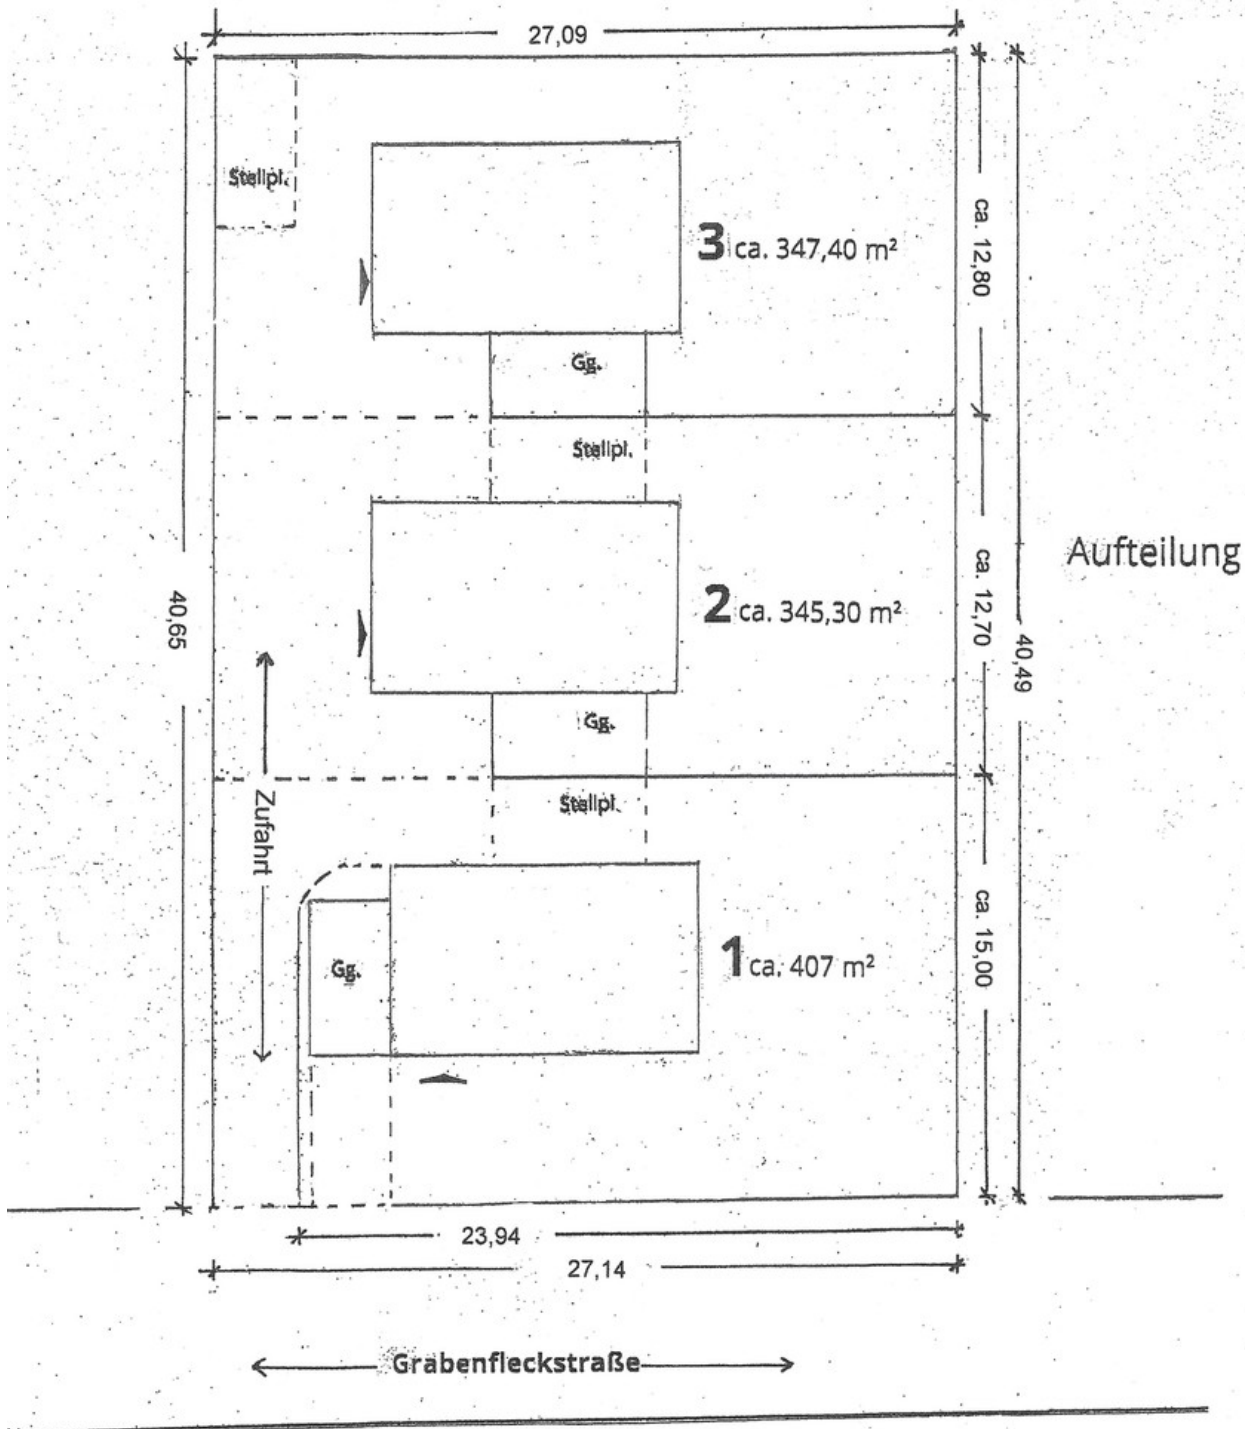 27,09
Stellpl.
3 ca. 347,40 m²
ca. 12,80
Gg.
Stellpl.
Aufteilung
2 ca. 345,30 m²
ca. 12,70
40,65
40,49
Gg.
Stellpl.
Zufahrt
Gg.
1 ca. 407 m²
ca. 15,00
23,94
27,14
Grabenfleckstraße